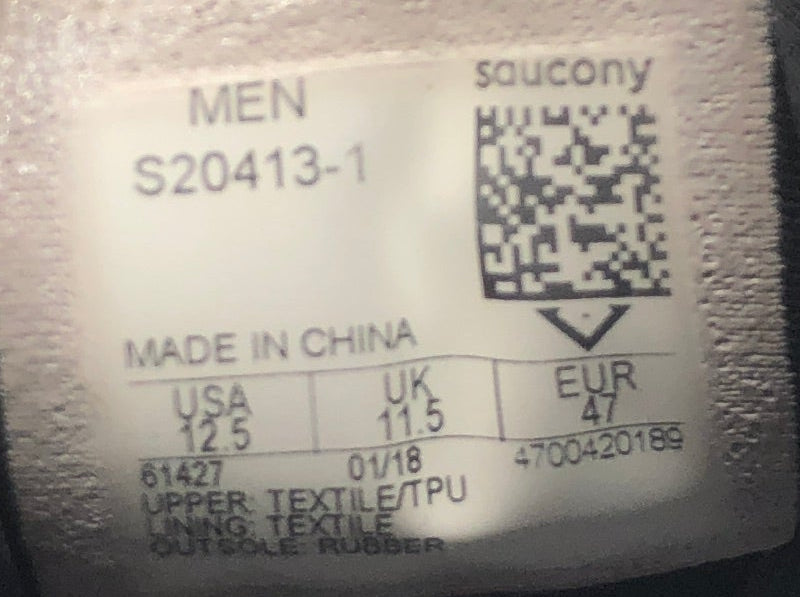 saucony
MEN
S20413-1
MADE IN CHINA
USA UK EUR
12.5 11.5 47
61427 01/18 4700420189
UPPER: TEXTILE/TPU
LINING: TEXTILE
OUTSOLE: RUBBER